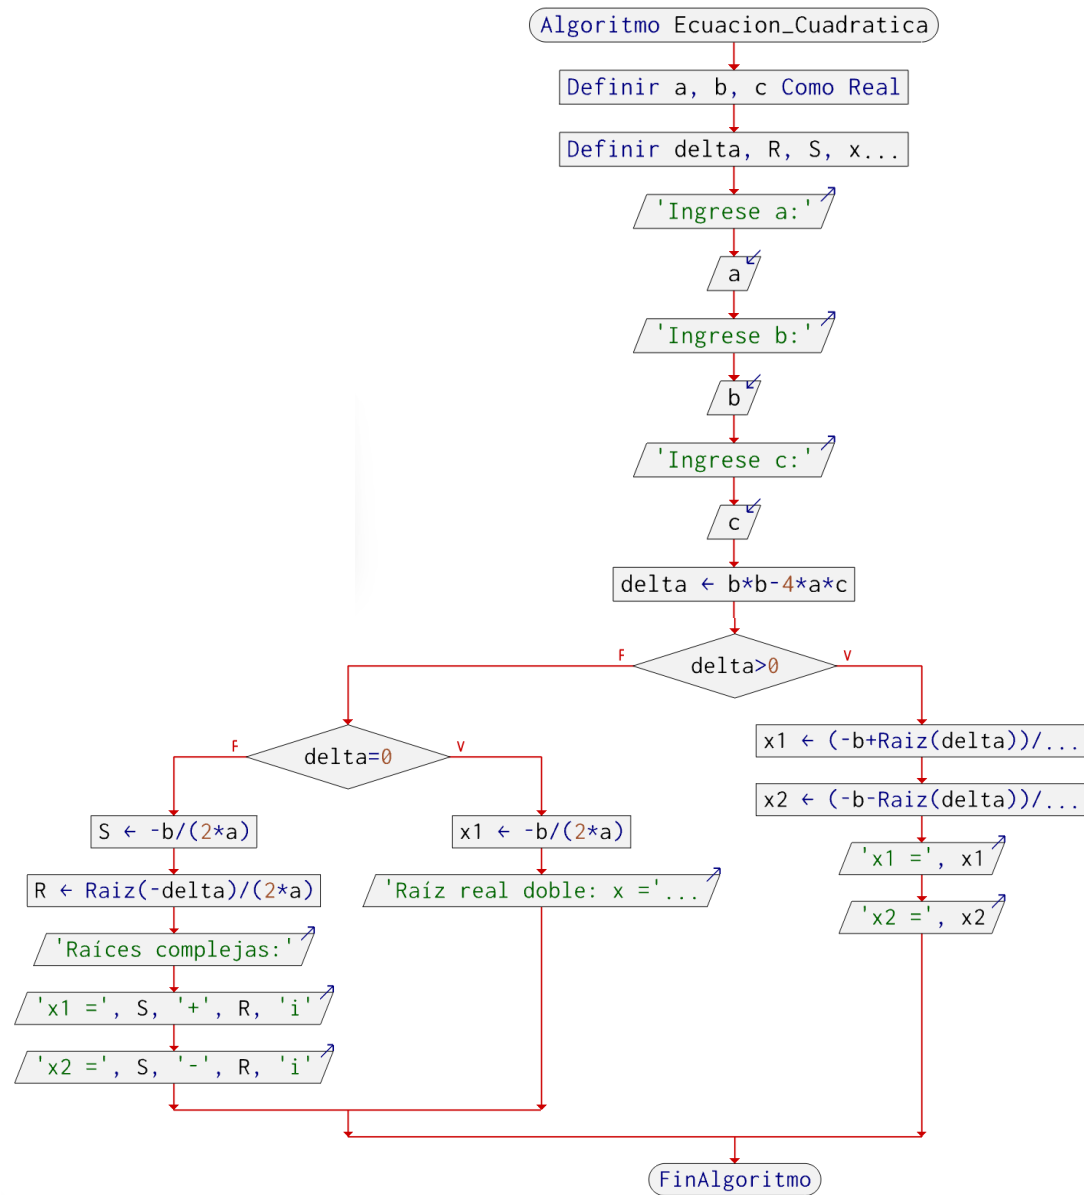 Algoritmo Ecuacion_Cuadratica
Definir a, b, c Como Real
Definir delta, R, S, x...
'Ingrese a:'
a
'Ingrese b:'
b
'Ingrese c:'
c
delta ← b*b-4*a*c
delta>0
F
V
delta=0
F
V
S ← -b/(2*a)
R ← Raiz(-delta)/(2*a)
'Raíces complejas:'
'x1 =', S, '+', R, 'i'
'x2 =', S, '-', R, 'i'
x1 ← -b/(2*a)
'Raíz real doble: x ='...
x1 ← (-b+Raiz(delta))/...
x2 ← (-b-Raiz(delta))/...
'x1 =', x1
'x2 =', x2
FinAlgoritmo